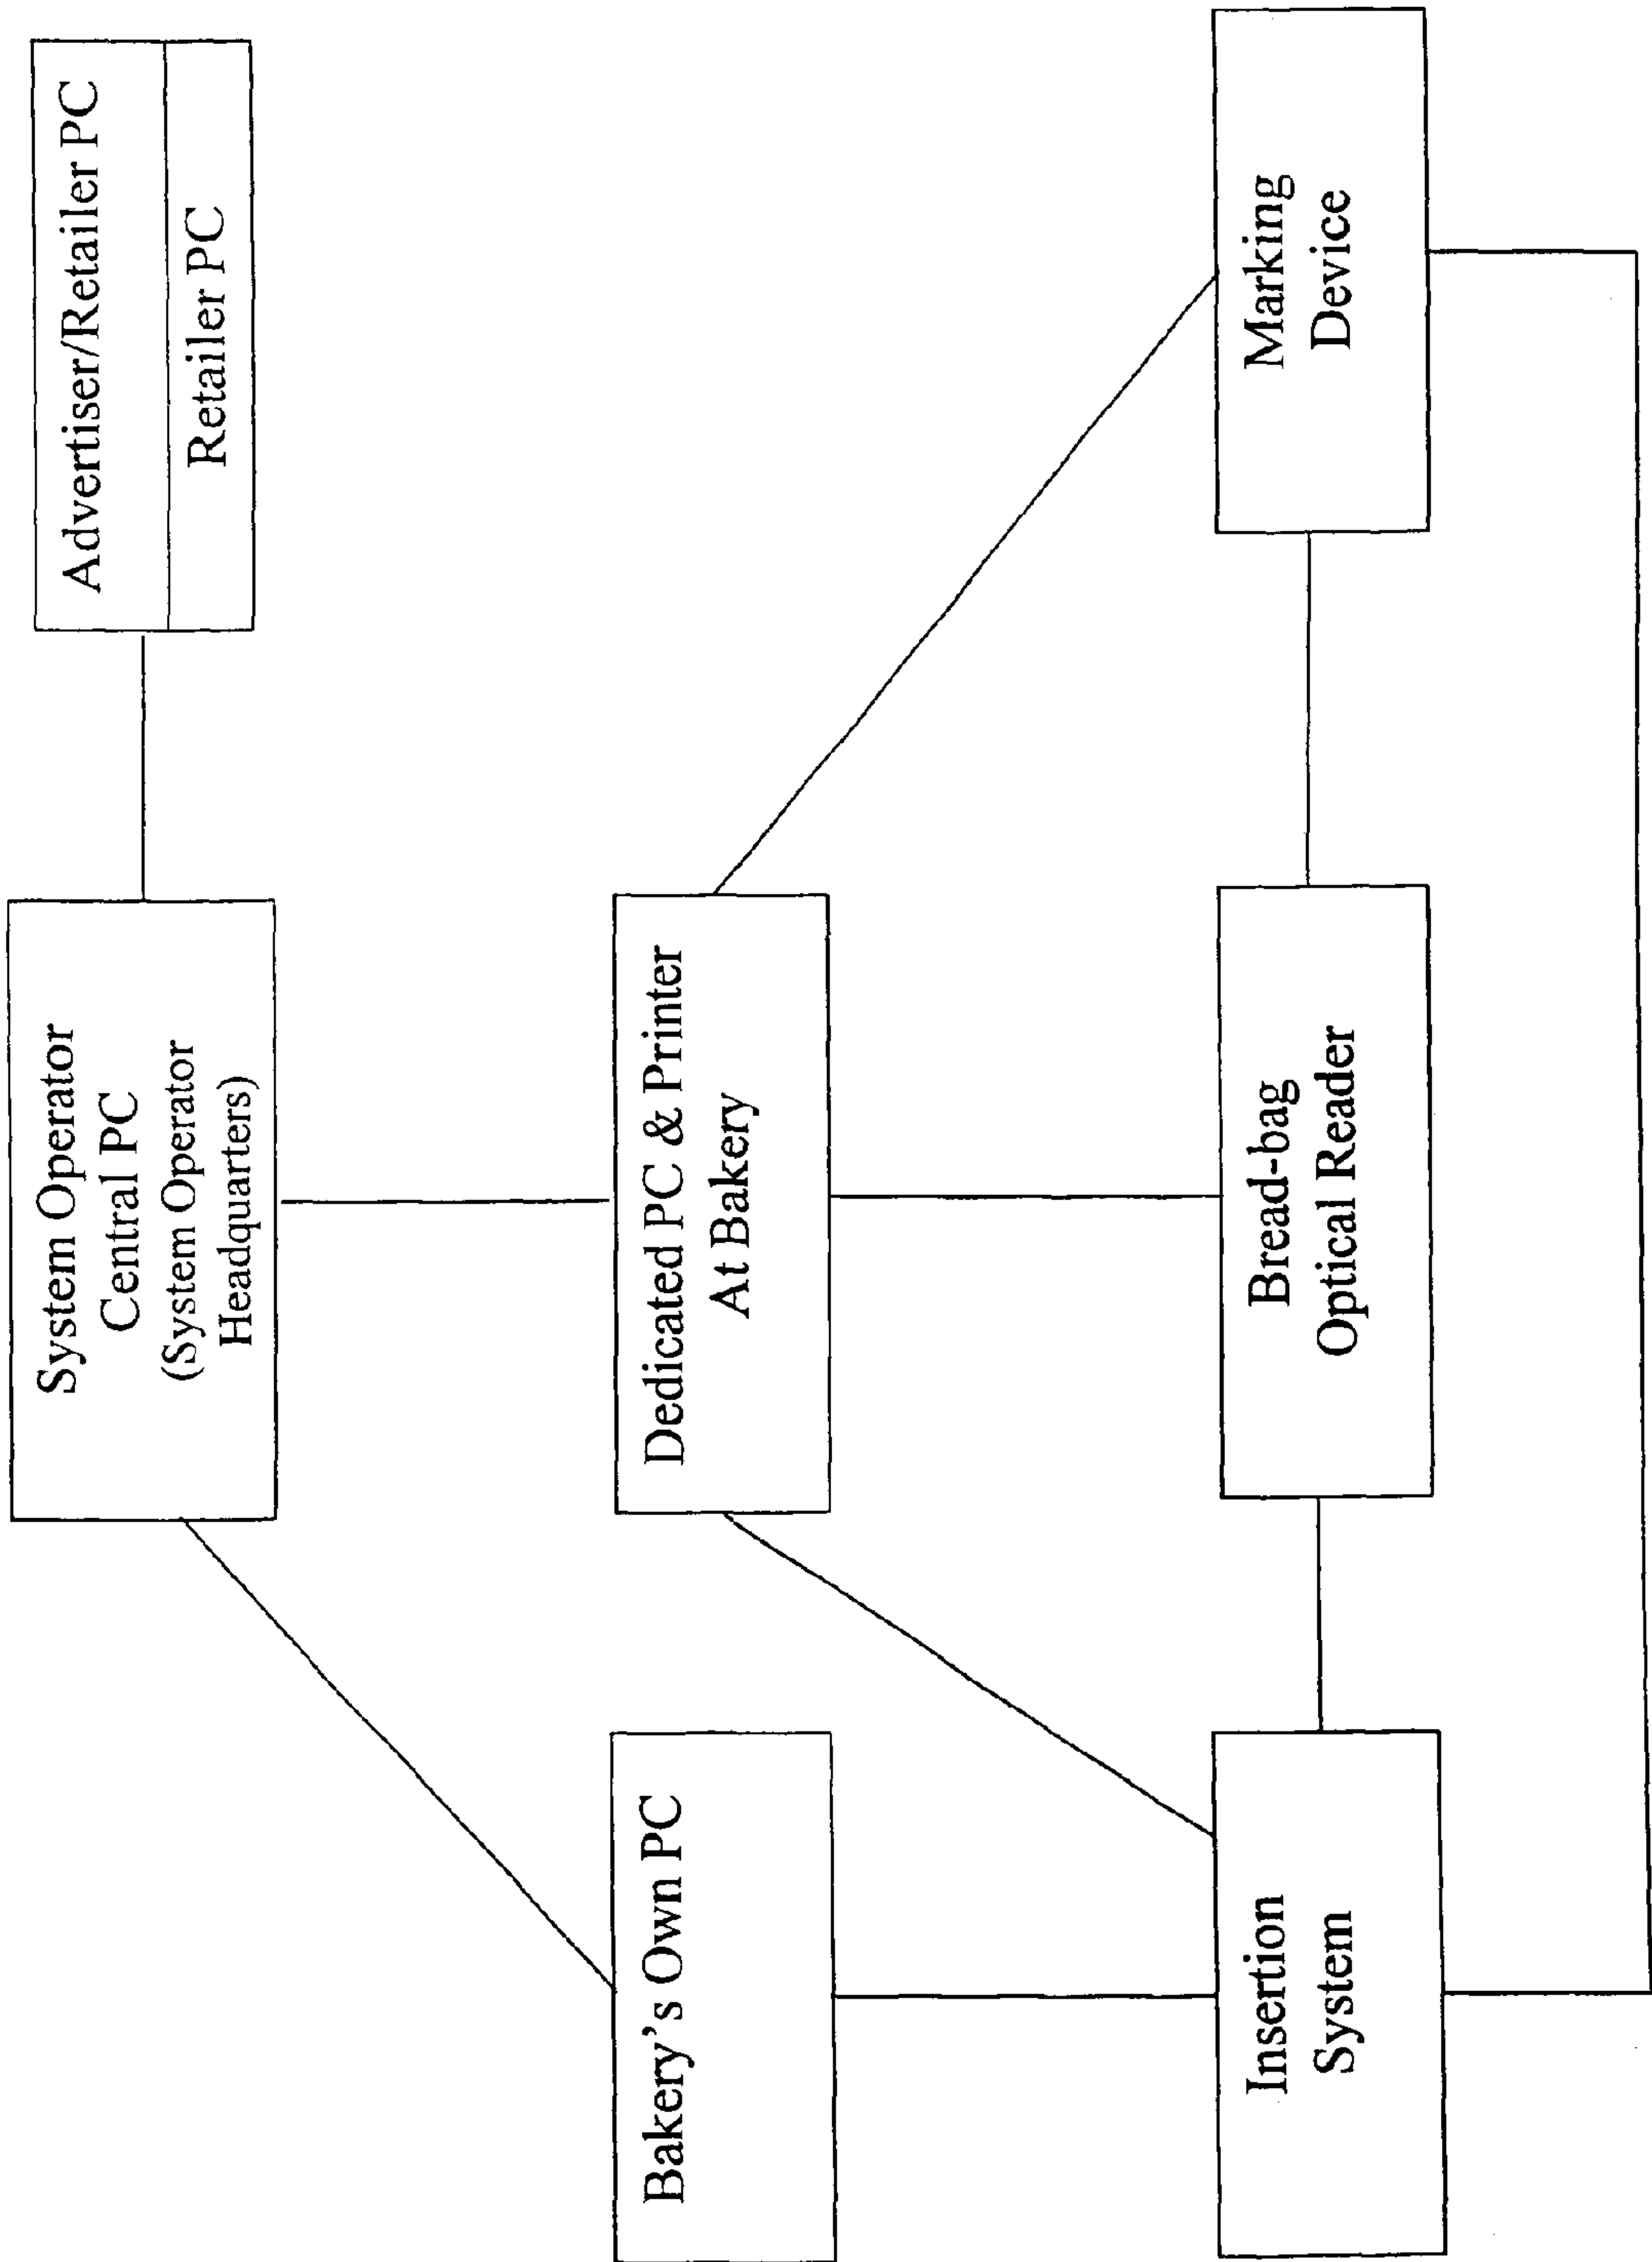 System Operator
Central PC
(System Operator
Headquarters)
Advertiser/Retailer PC
Retailer PC
Bakery's Own PC
Dedicated PC & Printer
At Bakery
Insertion
System
Bread-bag
Optical Reader
Marking
Device